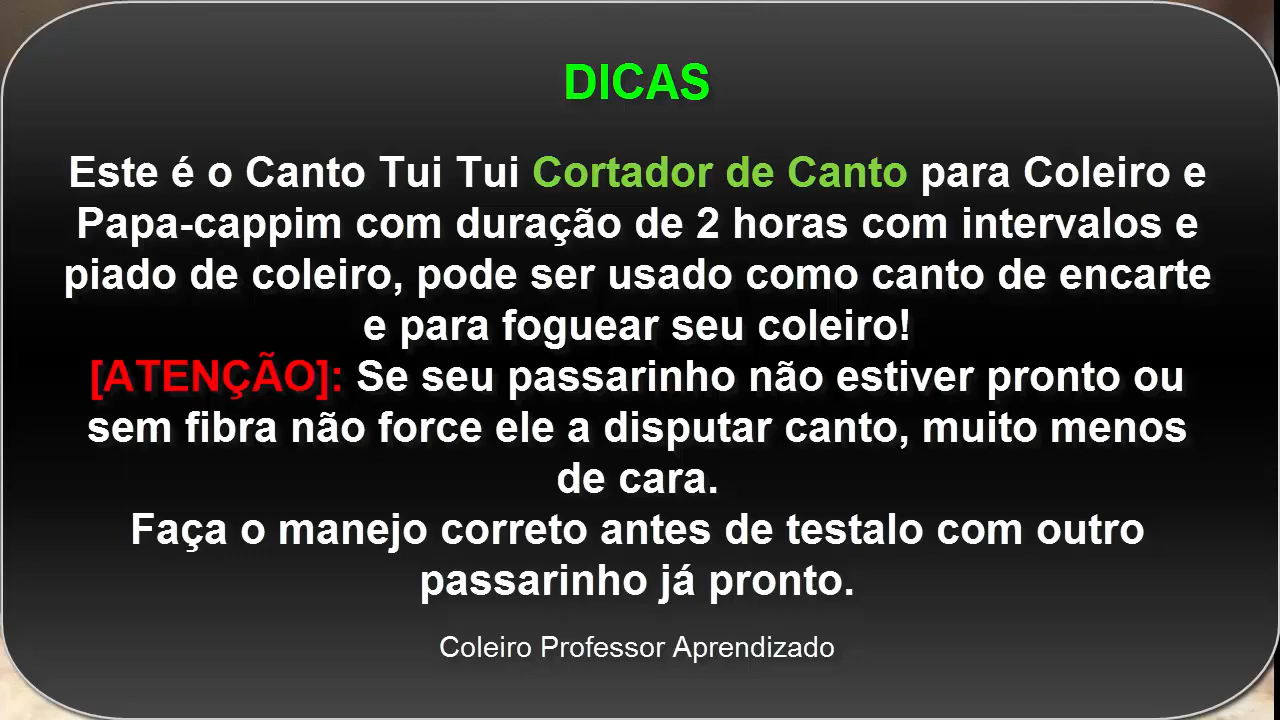 DICAS
Este é o Canto Tui Tui Cortador de Canto para Coleiro e
Papa-cappim com duração de 2 horas com intervalos e
piado de coleiro, pode ser usado como canto de encarte
e para foguear seu coleiro!
[ATENÇÃO]: Se seu passarinho não estiver pronto ou
sem fibra não force ele a disputar canto, muito menos
de cara.
Faça o manejo correto antes de testalo com outro
passarinho já pronto.
Coleiro Professor Aprendizado